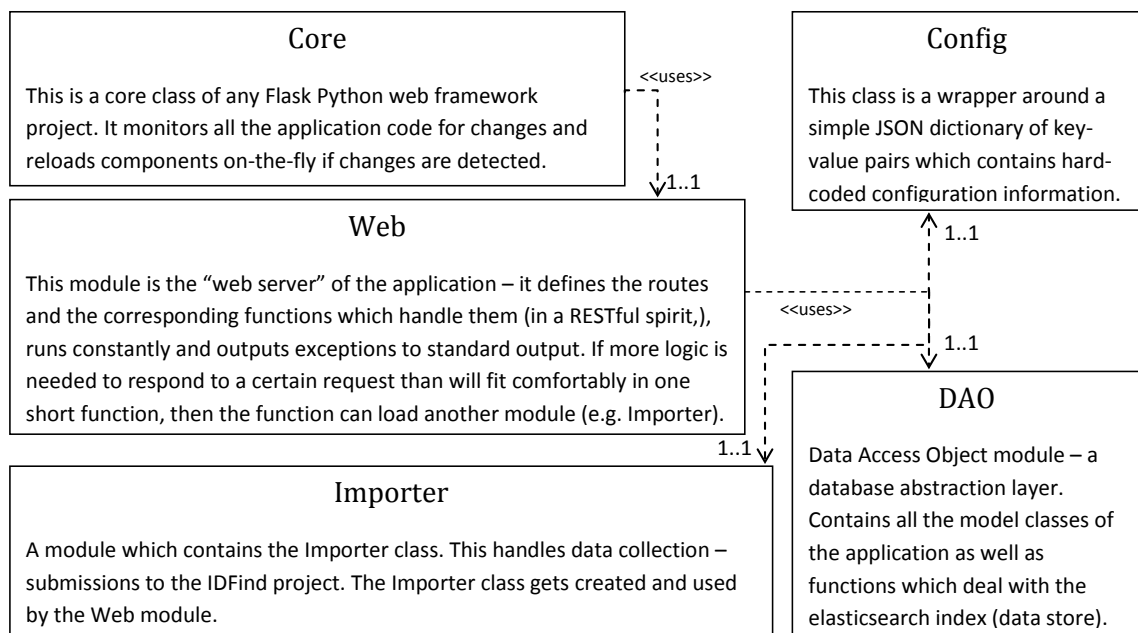 Core
This is a core class of any Flask Python web framework
project. It monitors all the application code for changes and
reloads components on-the-fly if changes are detected.
<<uses>>
1..1
Config
This class is a wrapper around a
simple JSON dictionary of key-
value pairs which contains hard-
coded configuration information.
1..1
Web
This module is the “web server” of the application – it defines the routes
and the corresponding functions which handle them (in a RESTful spirit,),
runs constantly and outputs exceptions to standard output. If more logic is
needed to respond to a certain request than will fit comfortably in one
short function, then the function can load another module (e.g. Importer).
<<uses>>
1..1
1..1
DAO
Data Access Object module – a
database abstraction layer.
Contains all the model classes of
the application as well as
functions which deal with the
elasticsearch index (data store).
Importer
A module which contains the Importer class. This handles data collection –
submissions to the IDFind project. The Importer class gets created and used
by the Web module.